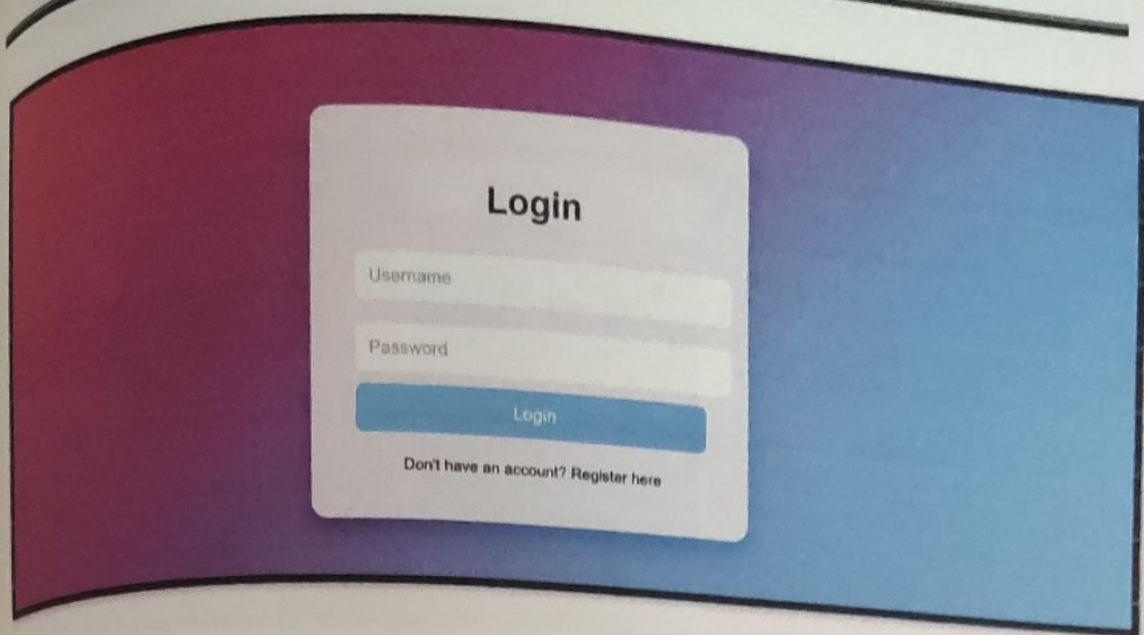 Login
Username
Password
Login
Don't have an account? Register here